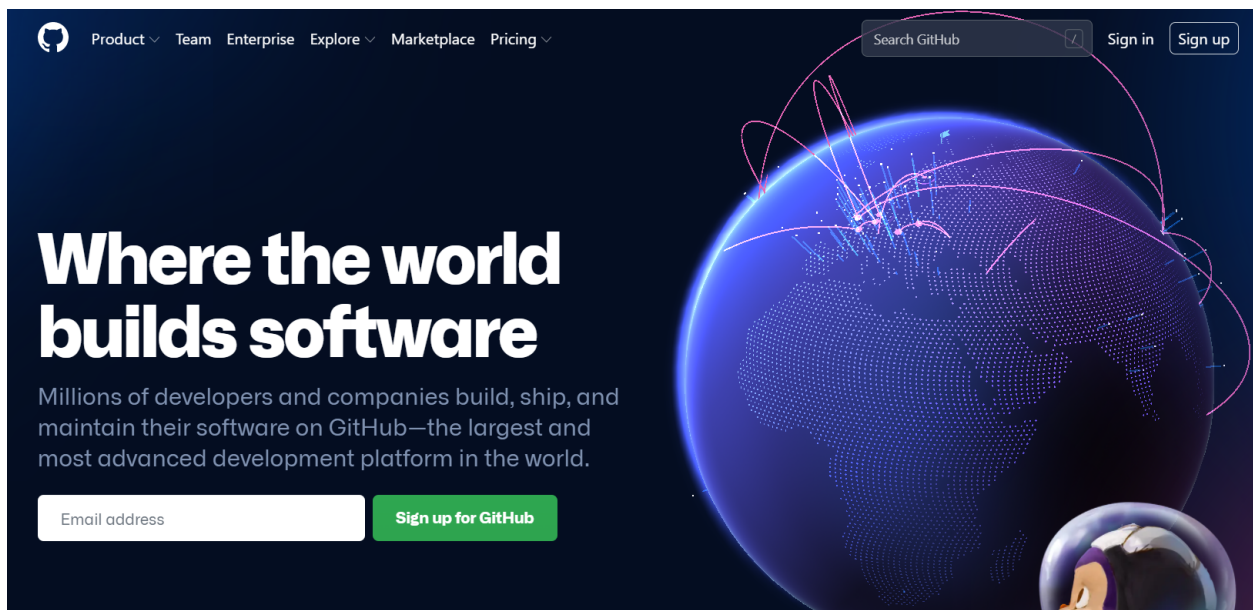 Product Team Enterprise Explore Marketplace Pricing Search GitHub / Sign in Sign up
Where the world
builds software
Millions of developers and companies build, ship, and
maintain their software on GitHub—the largest and
most advanced development platform in the world.
Email address Sign up for GitHub